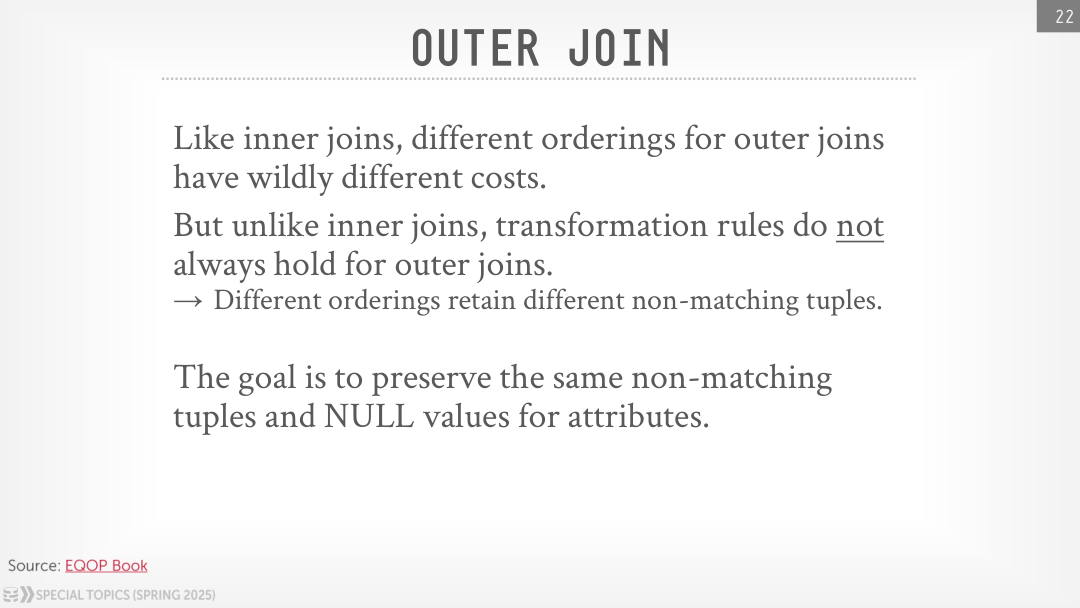 22
OUTER JOIN
Like inner joins, different orderings for outer joins
have wildly different costs.
But unlike inner joins, transformation rules do not
always hold for outer joins.
→ Different orderings retain different non-matching tuples.
The goal is to preserve the same non-matching
tuples and NULL values for attributes.
Source: EQOP Book
SPECIAL TOPICS (SPRING 2025)